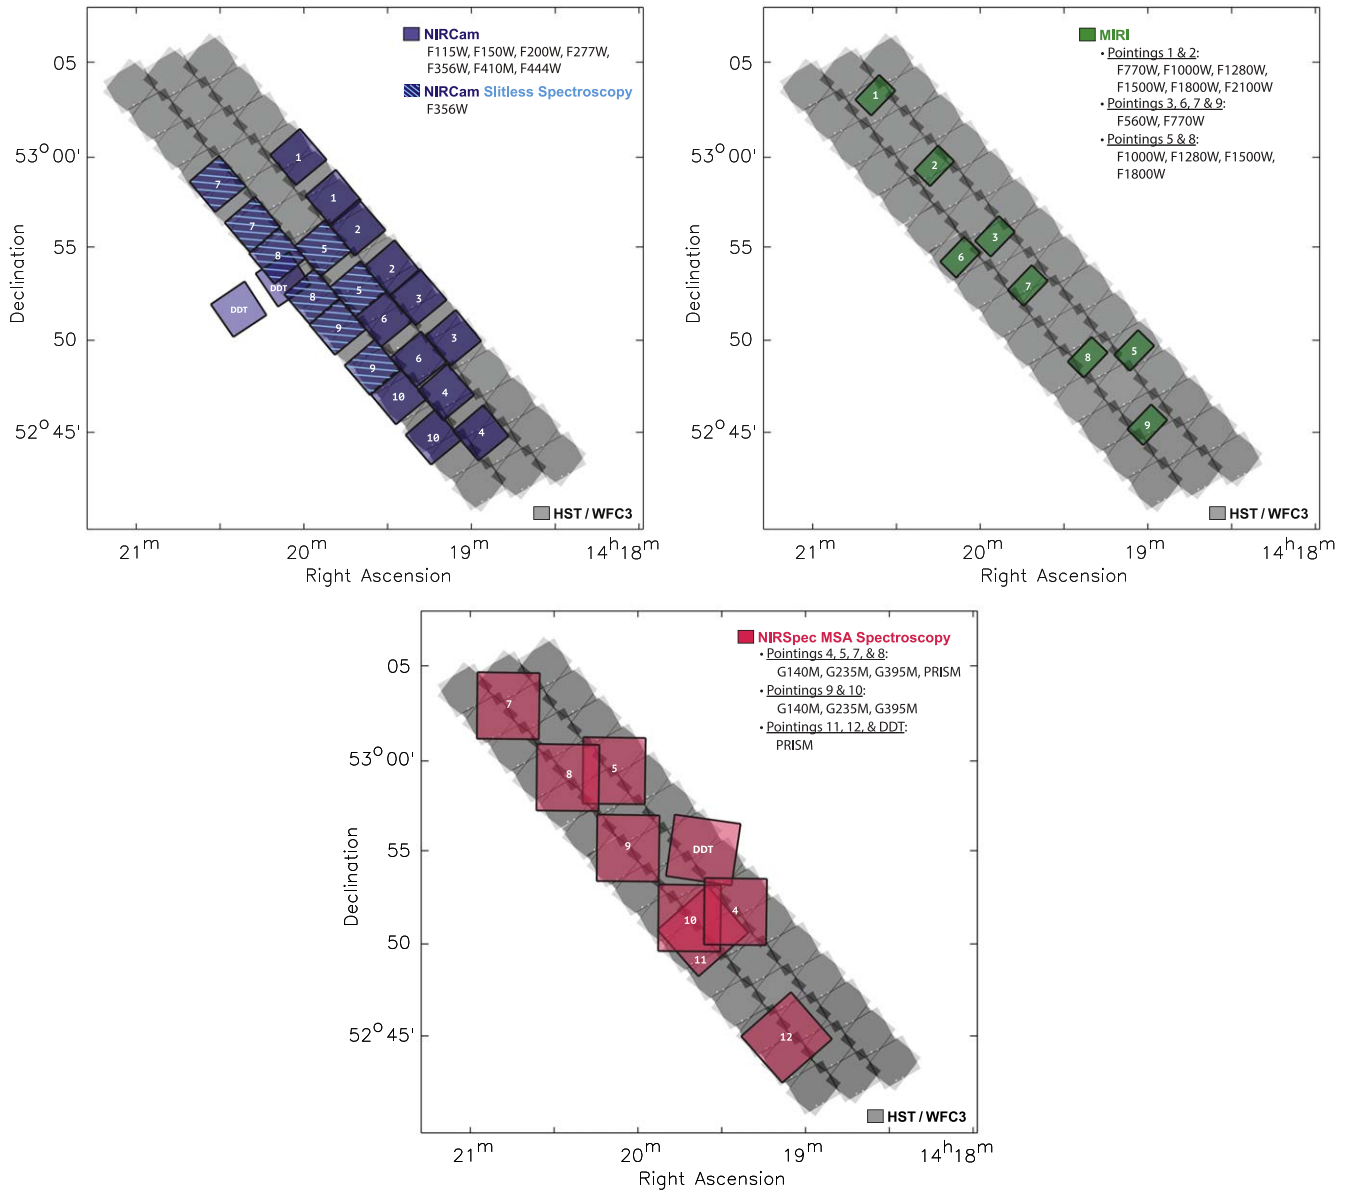 NIRCam
F115W, F150W, F200W, F277W,
F356W, F410M, F444W
NIRCam Slitless Spectroscopy
F356W
05
53° 00'
55
50
52° 45'
Declination
1
7
1
7
2
5
8
2
DDT
5
8
3
DDT
6
9
3
6
9
4
10
4
10
HST / WFC3
21m
20m
19m
14h18m
Right Ascension
MIRI
• Pointings 1 & 2:
F770W, F1000W, F1280W,
F1500W, F1800W, F2100W
• Pointings 3, 6, 7 & 9:
F560W, F770W
• Pointings 5 & 8:
F1000W, F1280W, F1500W,
F1800W
05
53° 00'
55
50
52° 45'
Declination
1
2
3
6
7
5
8
9
HST / WFC3
21m
20m
19m
14h18m
Right Ascension
NIRSpec MSA Spectroscopy
• Pointings 4, 5, 7, & 8:
G140M, G235M, G395M, PRISM
• Pointings 9 & 10:
G140M, G235M, G395M
• Pointings 11, 12, & DDT:
PRISM
05
53° 00'
55
50
52° 45'
Declination
7
5
8
9
DDT
4
10
11
12
HST / WFC3
21m
20m
19m
14h18m
Right Ascension